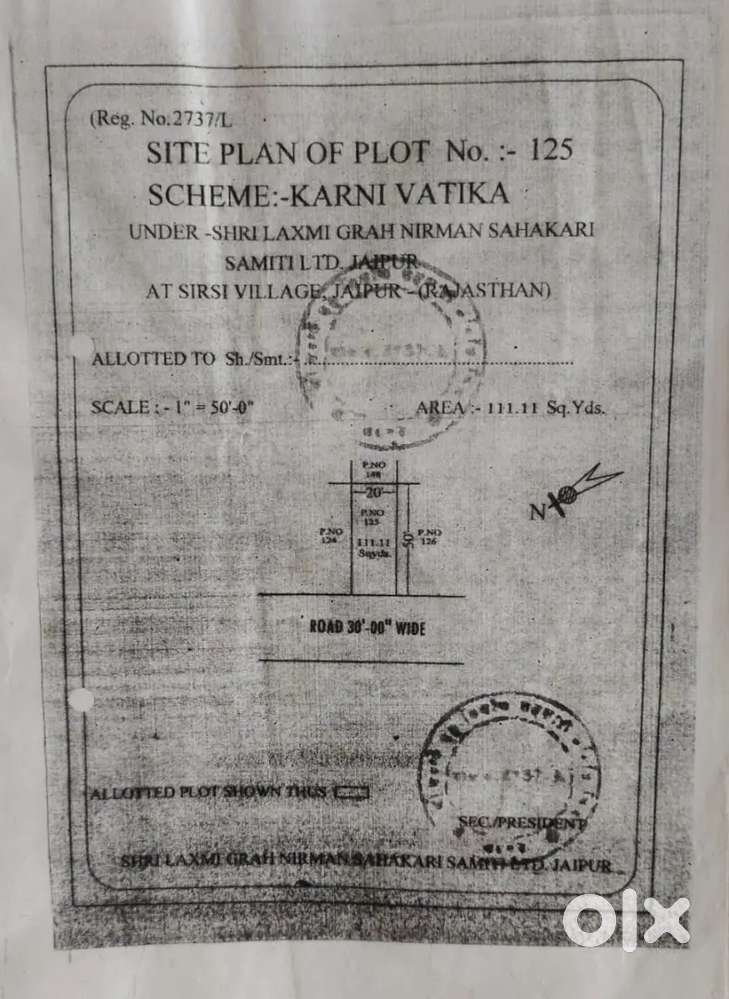 (Reg. No.2737/L
SITE PLAN OF PLOT No. :- 125
SCHEME:-KARNI VATIKA
UNDER -SHRI LAXMI GRAH NIRMAN SAHAKARI
SAMITI LTD. JAIPUR
AT SIRSI VILLAGE, JAIPUR -(RAJASTHAN)
ALLOTTED TO Sh./Smt.:-
SCALE : - 1" = 50'-0"
AREA :- 111.11 Sq.Yds.
P.NO
148
20'
P.NO
125
111.11
Sqyds.
P.NO
124
50'
P.NO
126
N
ROAD 30'-00" WIDE
ALLOTTED PLOT SHOWN THUS
SEC./PRESIDENT
SHRI LAXMI GRAH NIRMAN SAHAKARI SAMITI LTD. JAIPUR
olx